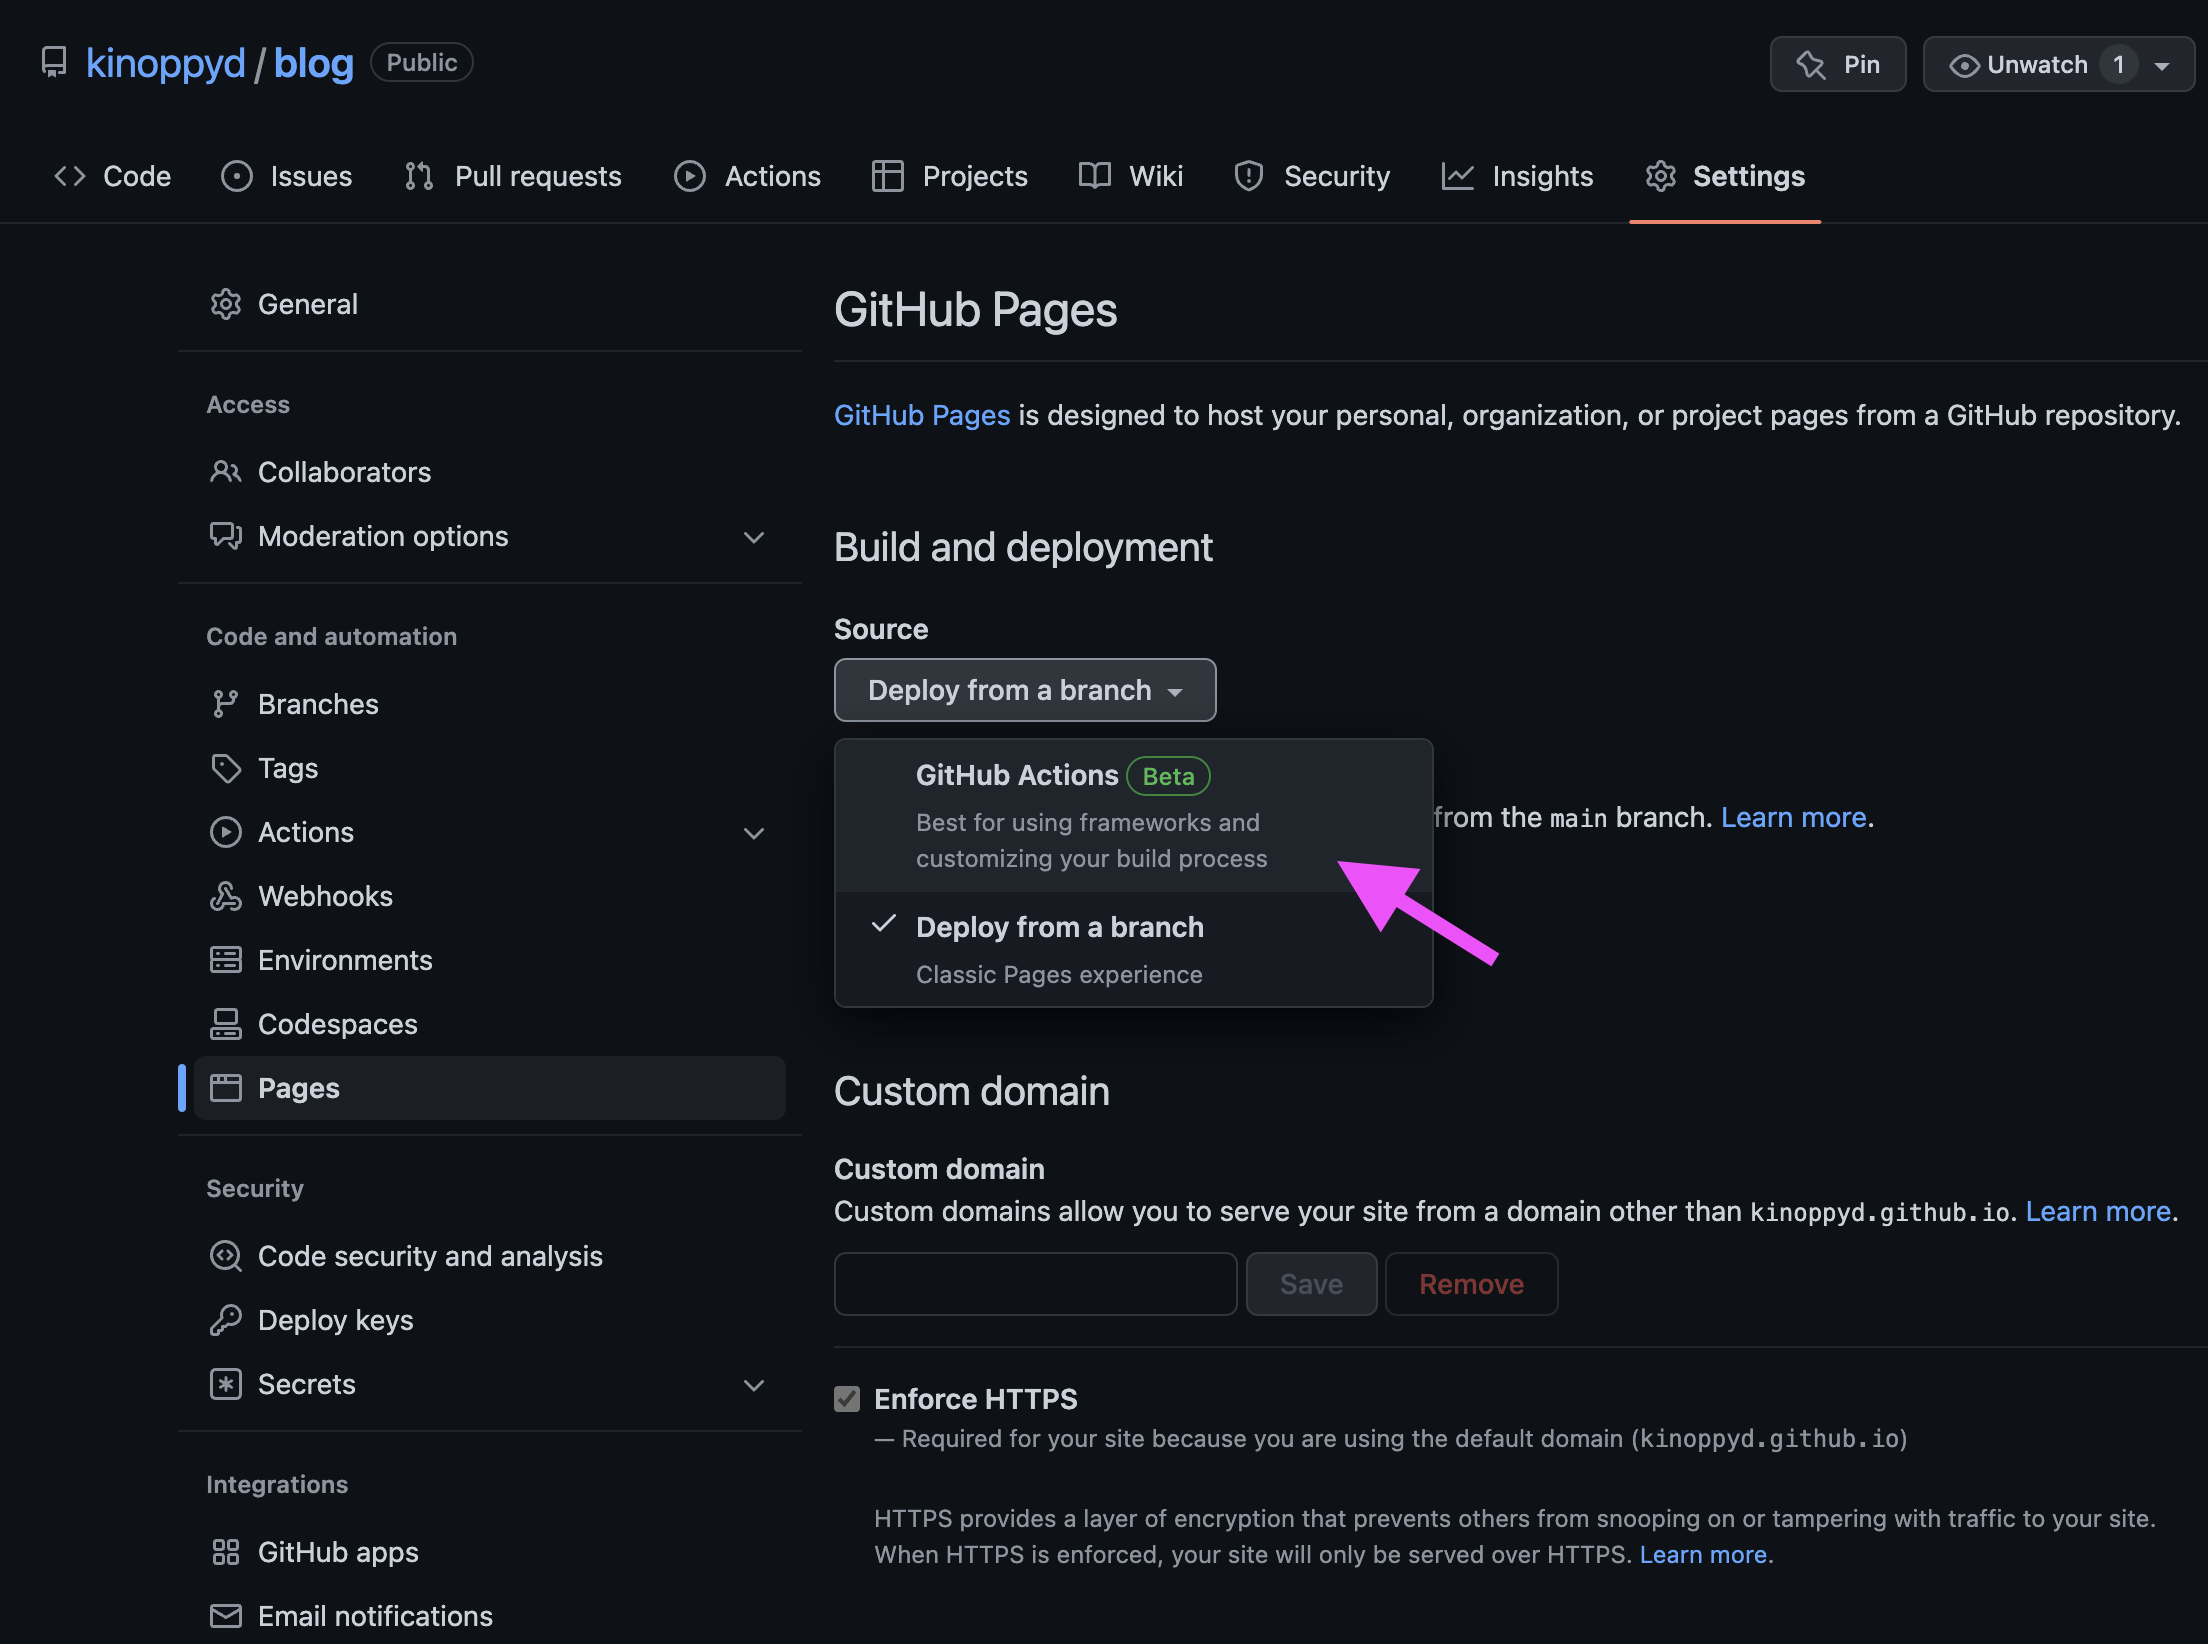 kinoppyd / blog Public
Pin
Unwatch 1
Code
Issues
Pull requests
Actions
Projects
Wiki
Security
Insights
Settings
General
Access
Collaborators
Moderation options
Code and automation
Branches
Tags
Actions
Webhooks
Environments
Codespaces
Pages
Security
Code security and analysis
Deploy keys
Secrets
Integrations
GitHub apps
Email notifications
GitHub Pages
GitHub Pages is designed to host your personal, organization, or project pages from a GitHub repository.
Build and deployment
Source
Deploy from a branch
GitHub Actions Beta
Best for using frameworks and
customizing your build process
from the main branch. Learn more.
Deploy from a branch
Classic Pages experience
Custom domain
Custom domain
Custom domains allow you to serve your site from a domain other than kinoppyd.github.io. Learn more.
Save
Remove
Enforce HTTPS
— Required for your site because you are using the default domain (kinoppyd.github.io)
HTTPS provides a layer of encryption that prevents others from snooping on or tampering with traffic to your site.
When HTTPS is enforced, your site will only be served over HTTPS. Learn more.